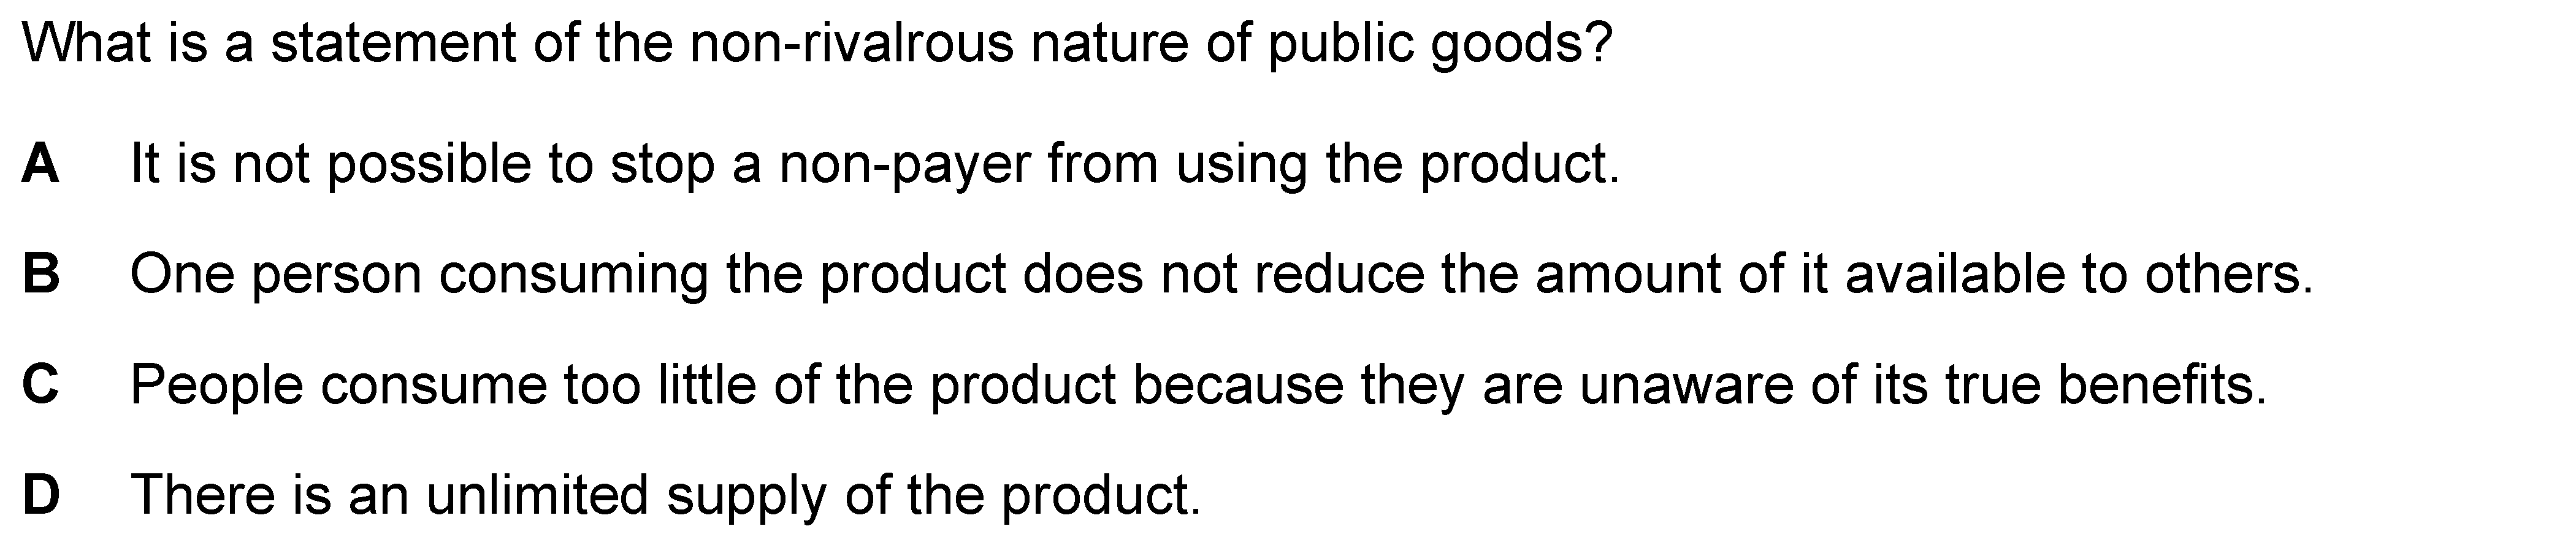 What is a statement of the non-rivalrous nature of public goods?
A It is not possible to stop a non-payer from using the product.
B One person consuming the product does not reduce the amount of it available to others.
C People consume too little of the product because they are unaware of its true benefits.
D There is an unlimited supply of the product.